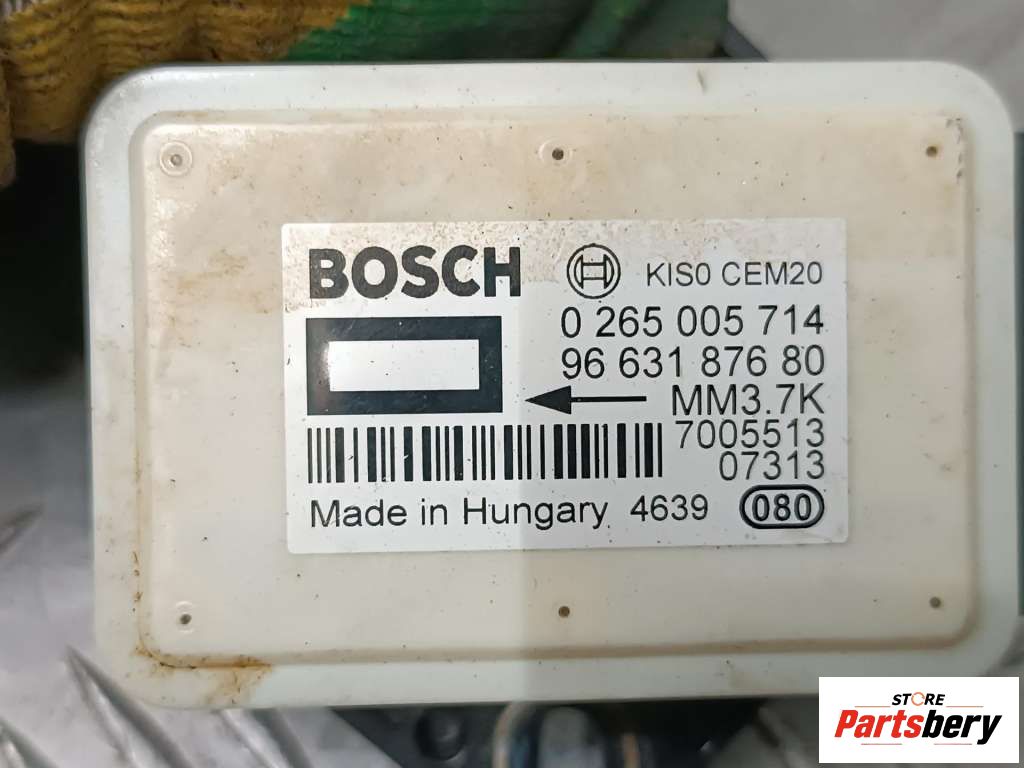 BOSCH KIS0 CEM20
0 265 005 714
96 631 876 80
MM3.7K
7005513
07313
Made in Hungary 4639 080
STORE
Partsbery